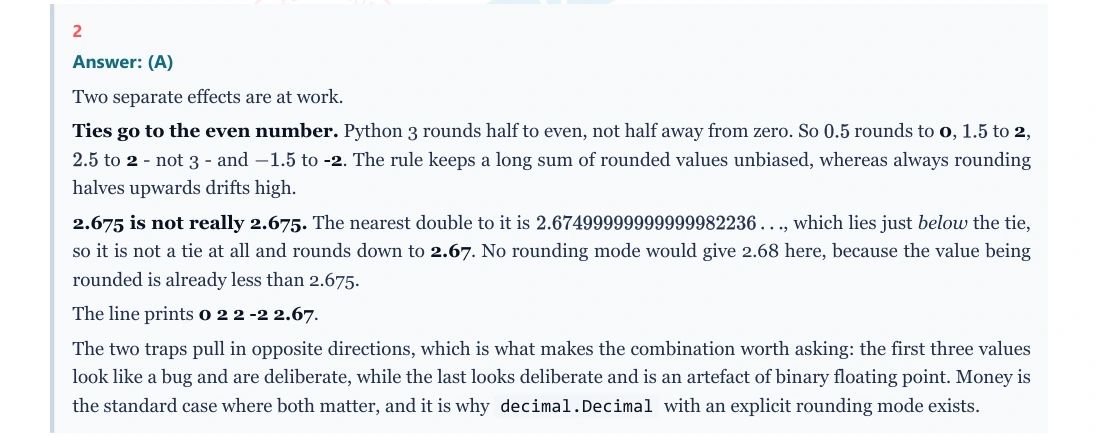 2
Answer: (A)
Two separate effects are at work.
Ties go to the even number. Python 3 rounds half to even, not half away from zero. So 0.5 rounds to 0, 1.5 to 2,
2.5 to 2 - not 3 - and −1.5 to -2. The rule keeps a long sum of rounded values unbiased, whereas always rounding
halves upwards drifts high.
2.675 is not really 2.675. The nearest double to it is 2.67499999999999982236 . . ., which lies just below the tie,
so it is not a tie at all and rounds down to 2.67. No rounding mode would give 2.68 here, because the value being
rounded is already less than 2.675.
The line prints 0 2 2 -2 2.67.
The two traps pull in opposite directions, which is what makes the combination worth asking: the first three values
look like a bug and are deliberate, while the last looks deliberate and is an artefact of binary floating point. Money is
the standard case where both matter, and it is why decimal.Decimal with an explicit rounding mode exists.